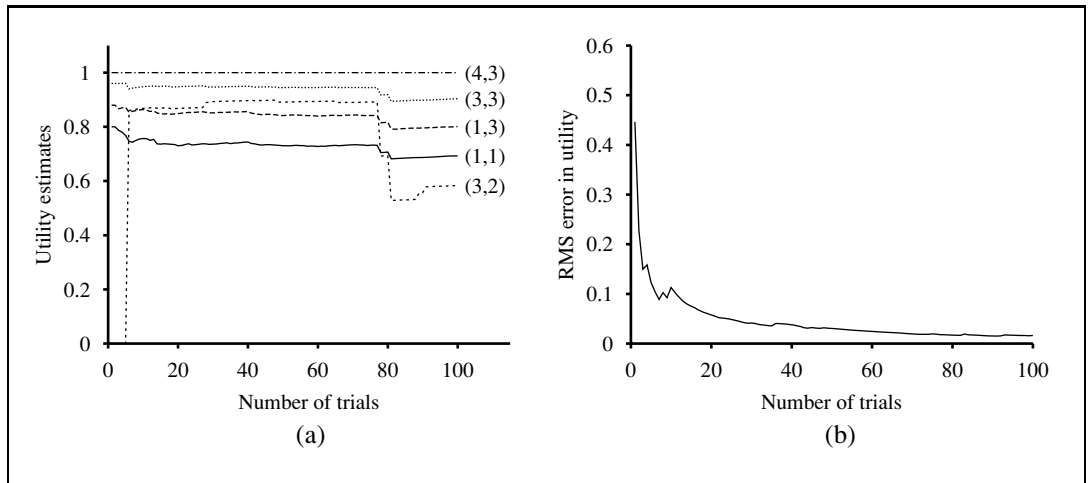 Utility estimates
1
0.8
0.6
0.4
0.2
0
0 20 40 60 80 100
Number of trials
(4,3)
(3,3)
(1,3)
(1,1)
(3,2)
(a)
RMS error in utility
0.6
0.5
0.4
0.3
0.2
0.1
0
0 20 40 60 80 100
Number of trials
(b)